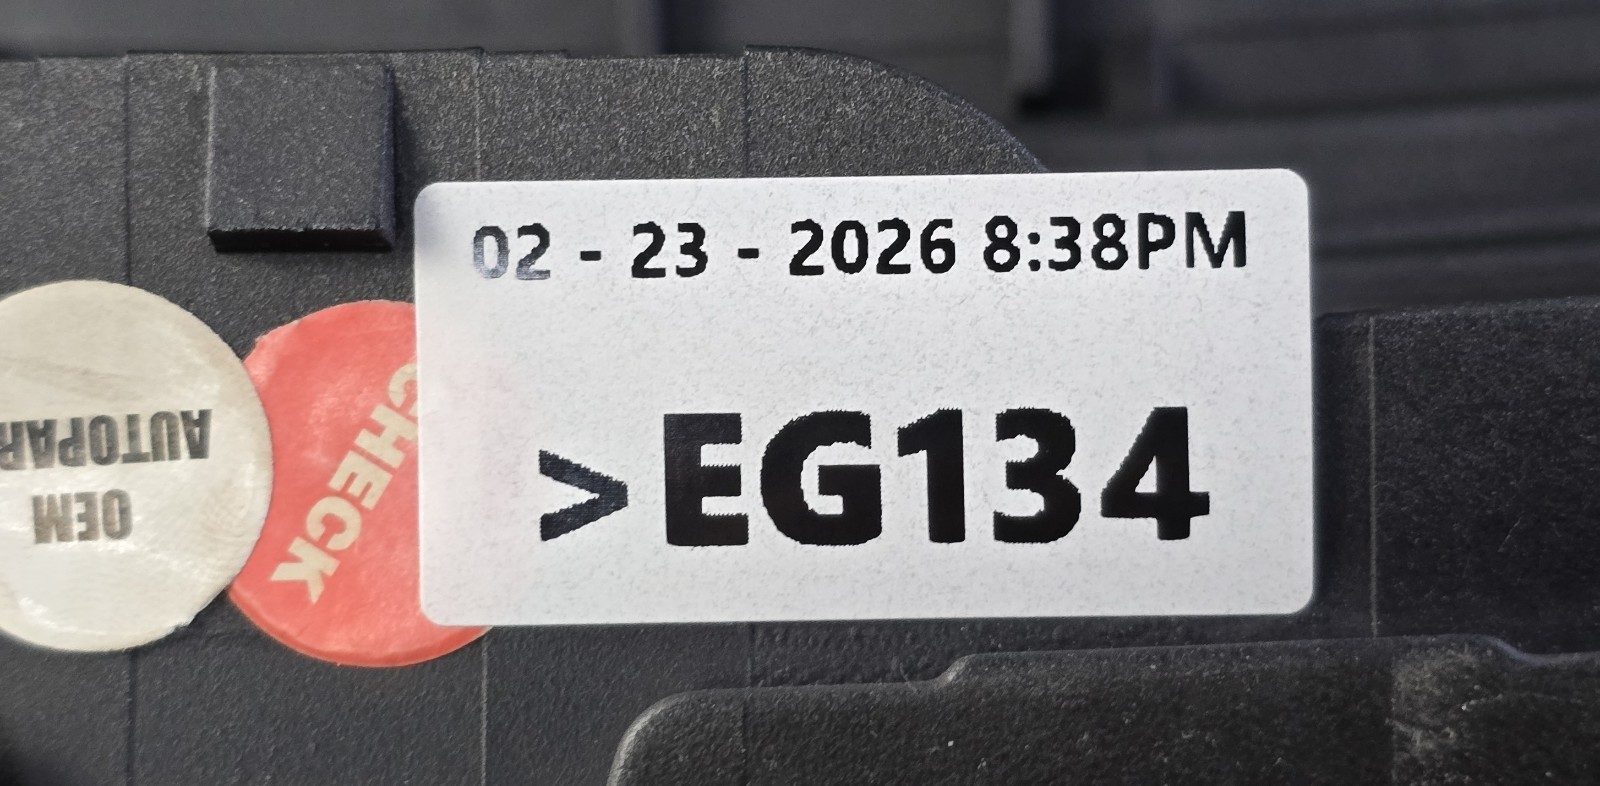 02 - 23 - 2026 8:38PM
>EG134
CHECK
OEM
AUTOPAR